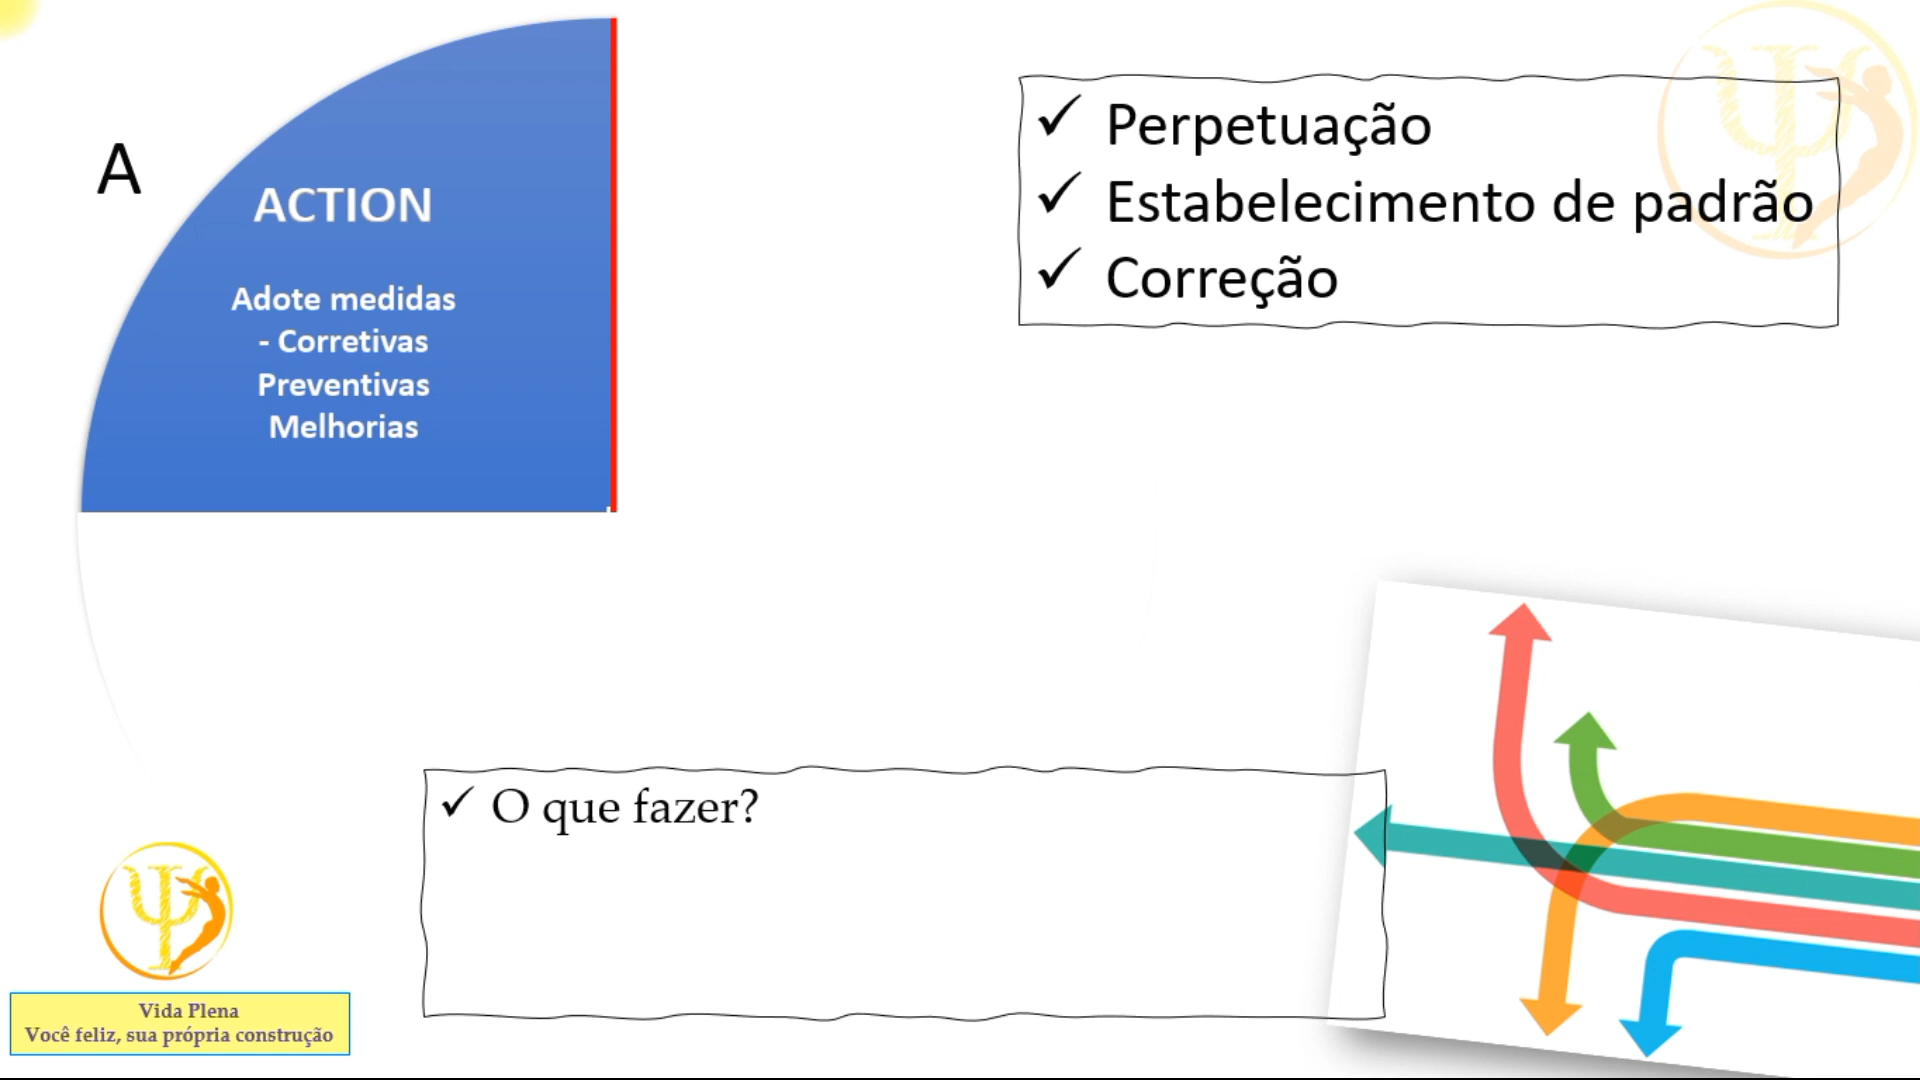 A
ACTION
Adote medidas
- Corretivas
Preventivas
Melhorias
✓ Perpetuação
✓ Estabelecimento de padrão
✓ Correção
✓ O que fazer?
Vida Plena
Você feliz, sua própria construção